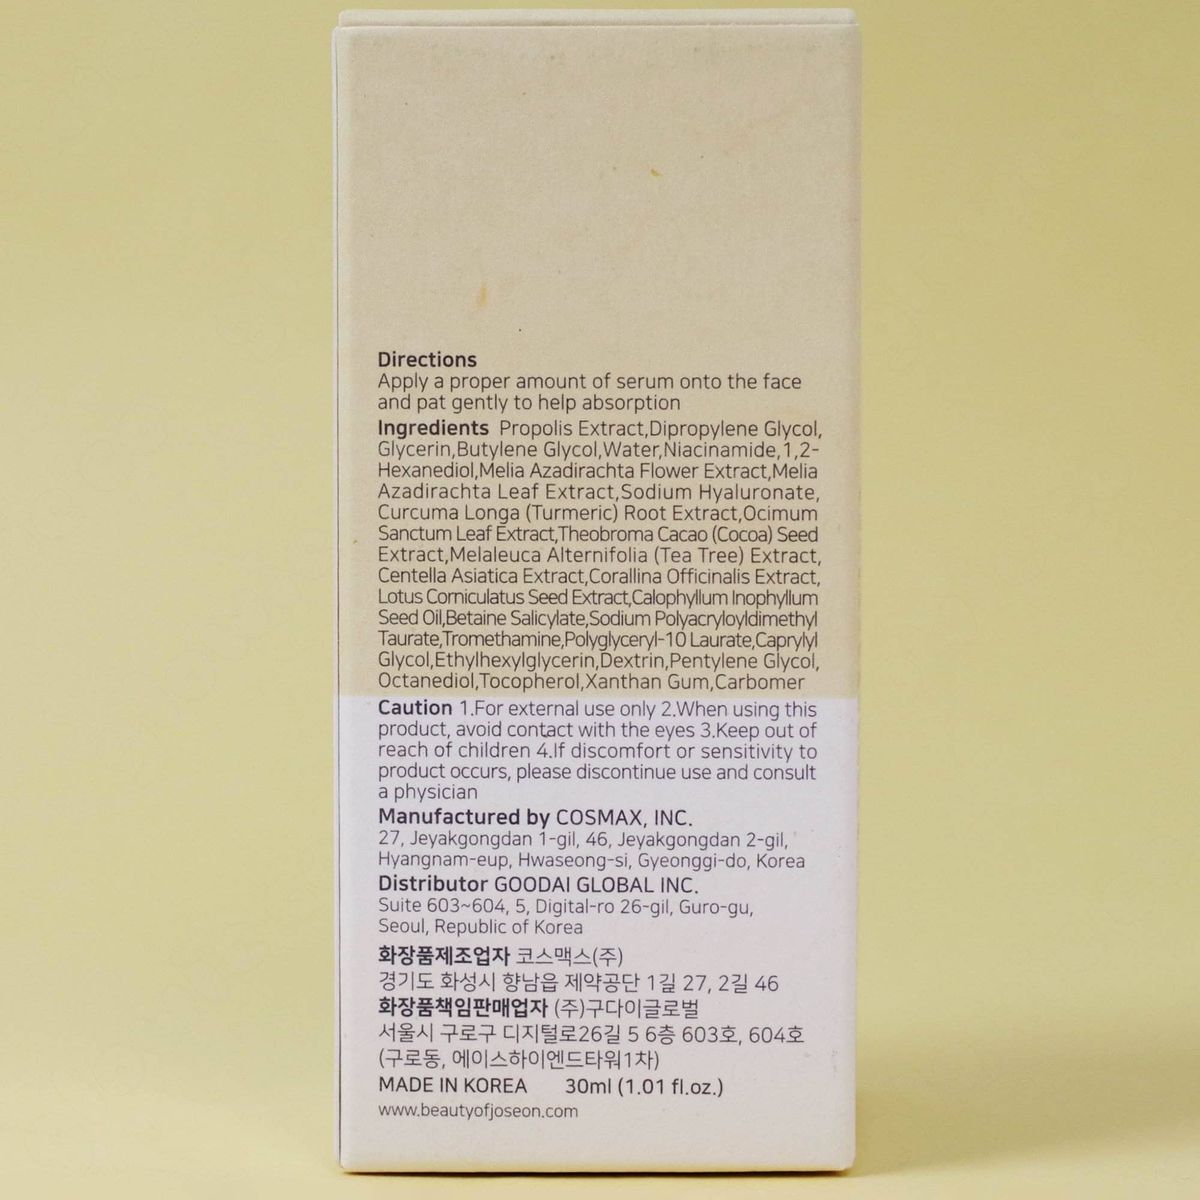 Directions
Apply a proper amount of serum onto the face
and pat gently to help absorption
Ingredients Propolis Extract,Dipropylene Glycol,
Glycerin,Butylene Glycol,Water,Niacinamide,1,2-
Hexanediol,Melia Azadirachta Flower Extract,Melia
Azadirachta Leaf Extract,Sodium Hyaluronate,
Curcuma Longa (Turmeric) Root Extract,Ocimum
Sanctum Leaf Extract,Theobroma Cacao (Cocoa) Seed
Extract,Melaleuca Alternifolia (Tea Tree) Extract,
Centella Asiatica Extract,Corallina Officinalis Extract,
Lotus Corniculatus Seed Extract,Calophyllum Inophyllum
Seed Oil,Betaine Salicylate,Sodium Polyacryloyldimethyl
Taurate,Tromethamine,Polyglyceryl-10 Laurate,Caprylyl
Glycol,Ethylhexylglycerin,Dextrin,Pentylene Glycol,
Octanediol,Tocopherol,Xanthan Gum,Carbomer
Caution 1.For external use only 2.When using this
product, avoid contact with the eyes 3.Keep out of
reach of children 4.If discomfort or sensitivity to
product occurs, please discontinue use and consult
a physician
Manufactured by COSMAX, INC.
27, Jeyakgongdan 1-gil, 46, Jeyakgongdan 2-gil,
Hyangnam-eup, Hwaseong-si, Gyeonggi-do, Korea
Distributor GOODAI GLOBAL INC.
Suite 603~604, 5, Digital-ro 26-gil, Guro-gu,
Seoul, Republic of Korea
화장품제조업자 코스맥스(주)
경기도 화성시 향남읍 제약공단 1길 27, 2길 46
화장품책임판매업자 (주)구다이글로벌
서울시 구로구 디지털로26길 5 6층 603호, 604호
(구로동, 에이스하이엔드타워1차)
MADE IN KOREA 30ml (1.01 fl.oz.)
www.beautyofjoseon.com